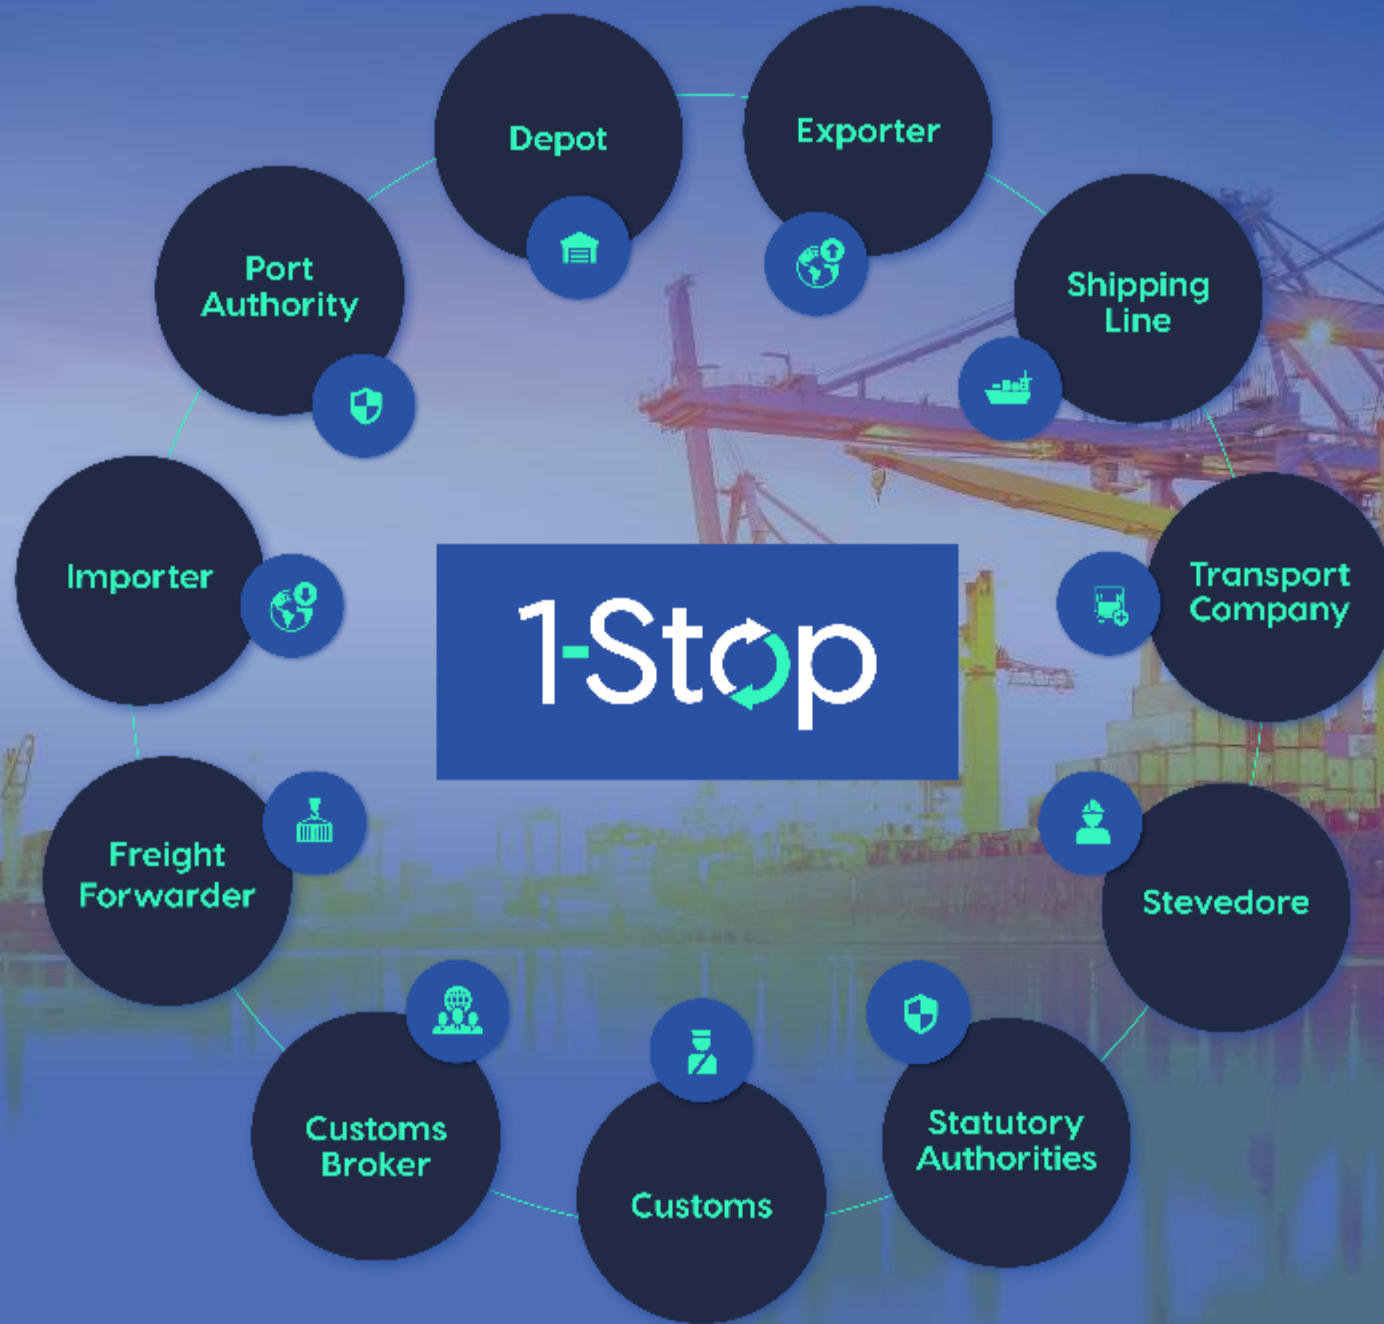 Depot
Exporter
Port
Authority
Shipping
Line
Importer
Transport
Company
1-Stop
Freight
Forwarder
Stevedore
Customs
Broker
Statutory
Authorities
Customs